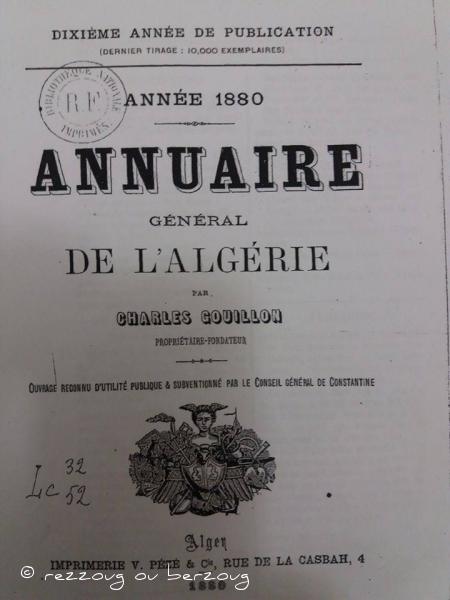 DIXIÈME ANNÉE DE PUBLICATION
(DERNIER TIRAGE : 10,000 EXEMPLAIRES)
BIBLIOTHÈQUE NATIONALE
R F
IMPRIMÉS
ANNÉE 1880
ANNUAIRE
GÉNÉRAL
DE L'ALGÉRIE
PAR
CHARLES GOUILLON
PROPRIÉTAIRE-FONDATEUR
OUVRAGE RECONNU D'UTILITÉ PUBLIQUE & SUBVENTIONNÉ PAR LE CONSEIL GÉNÉRAL DE CONSTANTINE
Lc 32
52
Alger
IMPRIMERIE V. PÉZÉ & Cie, RUE DE LA CASBAH, 4
1880
© rezzoug ou berzoug